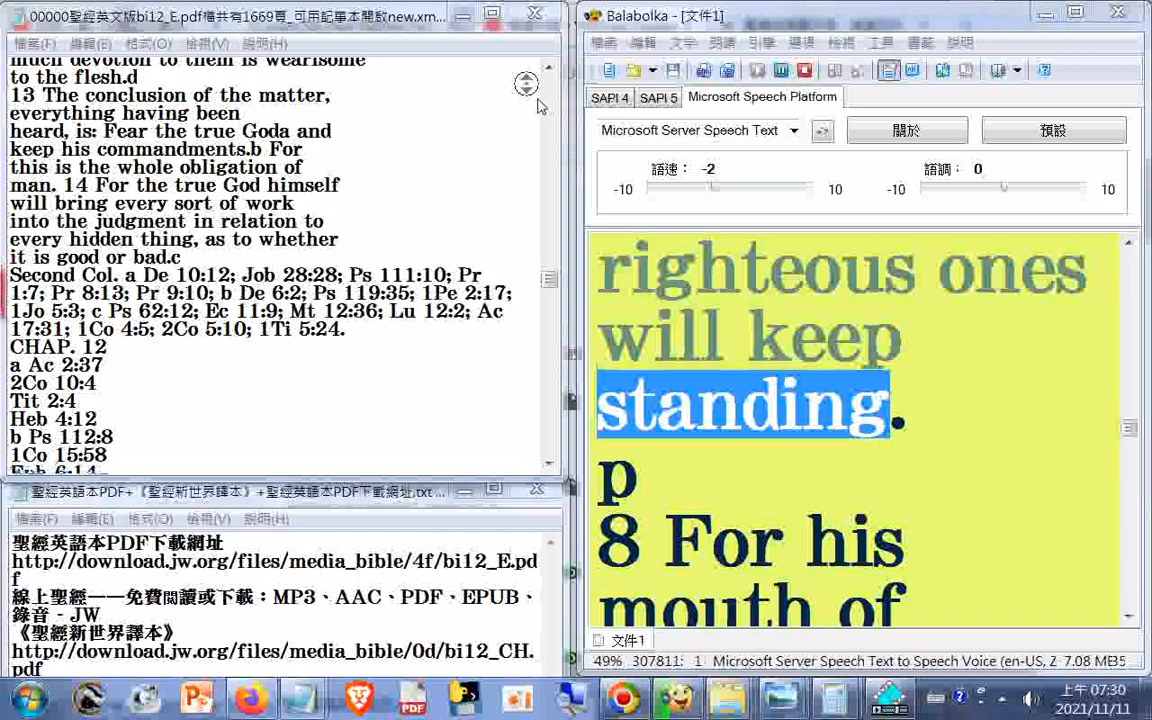 00000聖經英文版bi12_E.pdf檔共有1669頁_可用記事本開啟new.xm...
檔案(F) 編輯(E) 格式(O) 檢視(V) 說明(H)
much devotion to them is wearisome
to the flesh.d
13 The conclusion of the matter,
everything having been
heard, is: Fear the true Goda and
keep his commandments.b For
this is the whole obligation of
man. 14 For the true God himself
will bring every sort of work
into the judgment in relation to
every hidden thing, as to whether
it is good or bad.c
Second Col. a De 10:12; Job 28:28; Ps 111:10; Pr
1:7; Pr 8:13; Pr 9:10; b De 6:2; Ps 119:35; 1Pe 2:17;
1Jo 5:3; c Ps 62:12; Ec 11:9; Mt 12:36; Lu 12:2; Ac
17:31; 1Co 4:5; 2Co 5:10; 1Ti 5:24.
CHAP. 12
a Ac 2:37
2Co 10:4
Tit 2:4
Heb 4:12
b Ps 112:8
1Co 15:58
Eph 6:14
聖經英語本PDF+《聖經新世界譯本》+聖經英語本PDF下載網址.txt ...
檔案(F) 編輯(E) 格式(O) 檢視(V) 說明(H)
聖經英語本PDF下載網址
http://download.jw.org/files/media_bible/4f/bi12_E.pd
f
線上聖經——免費閱讀或下載：MP3、AAC、PDF、EPUB、
錄音 - JW
《聖經新世界譯本》
http://download.jw.org/files/media_bible/0d/bi12_CH.
pdf
Balabolka - [文件1]
檔案 編輯 文字 朗讀 引擎 選項 檢視 工具 書籤 說明
SAPI 4 SAPI 5 Microsoft Speech Platform
Microsoft Server Speech Text 關於 預設
語速： -2 語調： 0
-10 10 -10 10
righteous ones
will keep
standing.
p
8 For his
mouth of
文件1
49% 307811: 1 Microsoft Server Speech Text to Speech Voice (en-US, Z 7.08 MB
上午 07:30
2021/11/11